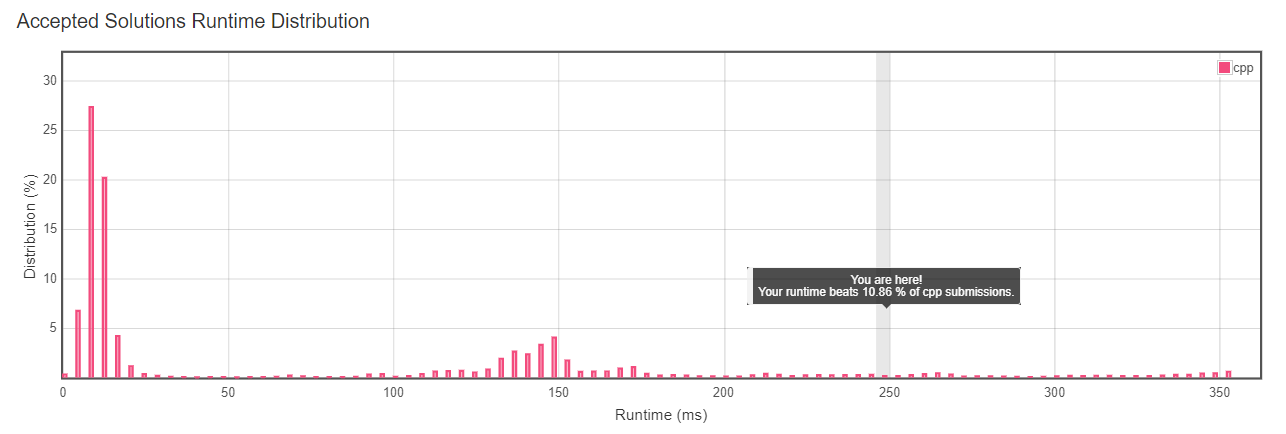 Accepted Solutions Runtime Distribution
cpp
30
25
20
15
10
5
Distribution (%)
You are here!
Your runtime beats 10.86 % of cpp submissions.
0 50 100 150 200 250 300 350
Runtime (ms)